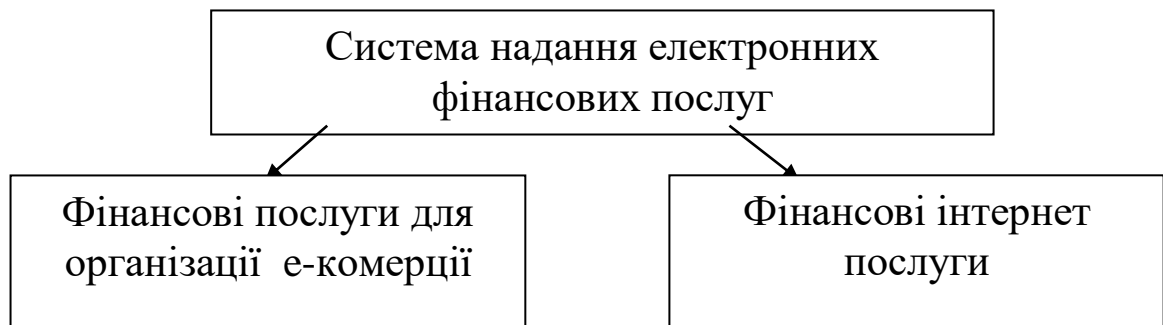 Система надання електронних
фінансових послуг
Фінансові послуги для
організації е-комерції
Фінансові інтернет
послуги